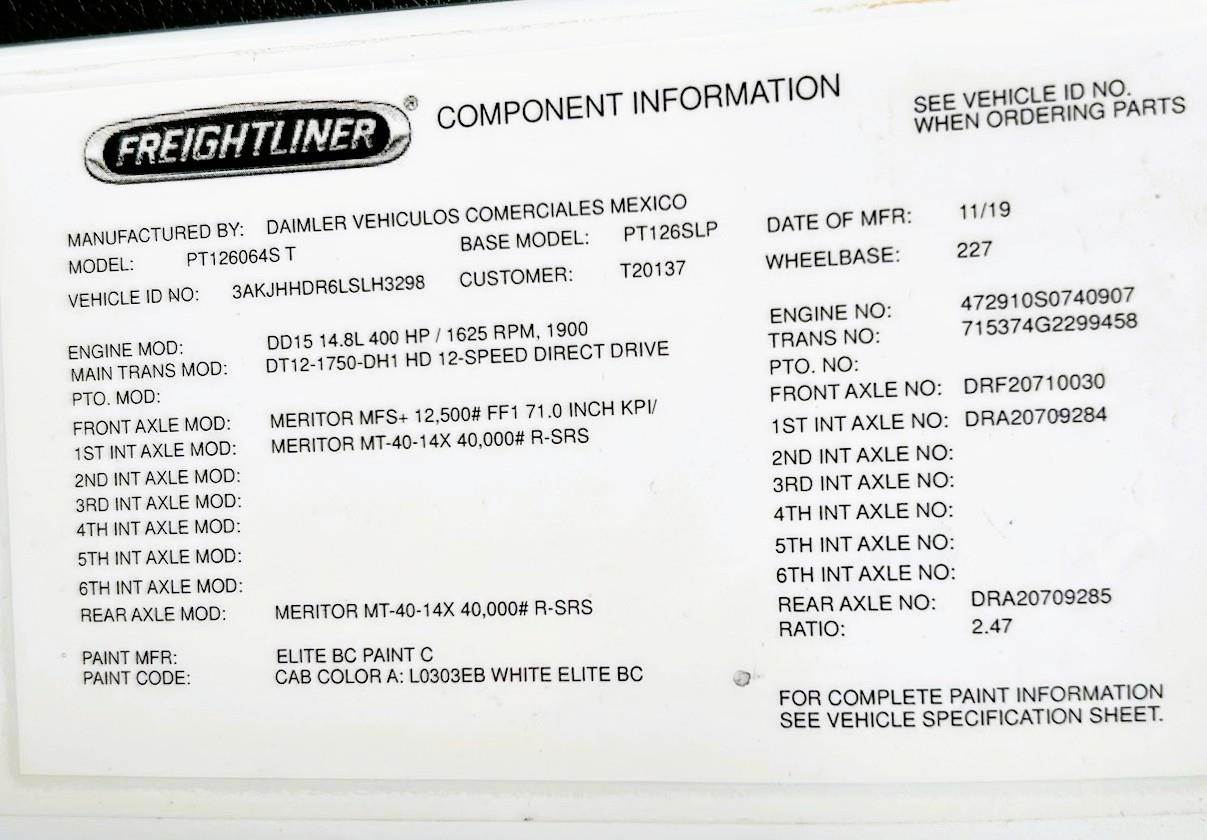 FREIGHTLINER® COMPONENT INFORMATION
SEE VEHICLE ID NO.
WHEN ORDERING PARTS
MANUFACTURED BY: DAIMLER VEHICULOS COMERCIALES MEXICO
MODEL: PT126064S T BASE MODEL: PT126SLP
VEHICLE ID NO: 3AKJHHDR6LSLH3298 CUSTOMER: T20137
DATE OF MFR: 11/19
WHEELBASE: 227
ENGINE MOD: DD15 14.8L 400 HP / 1625 RPM, 1900
MAIN TRANS MOD: DT12-1750-DH1 HD 12-SPEED DIRECT DRIVE
PTO. MOD:
FRONT AXLE MOD: MERITOR MFS+ 12,500# FF1 71.0 INCH KPI/
1ST INT AXLE MOD: MERITOR MT-40-14X 40,000# R-SRS
2ND INT AXLE MOD:
3RD INT AXLE MOD:
4TH INT AXLE MOD:
5TH INT AXLE MOD:
6TH INT AXLE MOD:
REAR AXLE MOD: MERITOR MT-40-14X 40,000# R-SRS
ENGINE NO: 472910S0740907
TRANS NO: 715374G2299458
PTO. NO:
FRONT AXLE NO: DRF20710030
1ST INT AXLE NO: DRA20709284
2ND INT AXLE NO:
3RD INT AXLE NO:
4TH INT AXLE NO:
5TH INT AXLE NO:
6TH INT AXLE NO:
REAR AXLE NO: DRA20709285
RATIO: 2.47
PAINT MFR: ELITE BC PAINT C
PAINT CODE: CAB COLOR A: L0303EB WHITE ELITE BC
FOR COMPLETE PAINT INFORMATION
SEE VEHICLE SPECIFICATION SHEET.